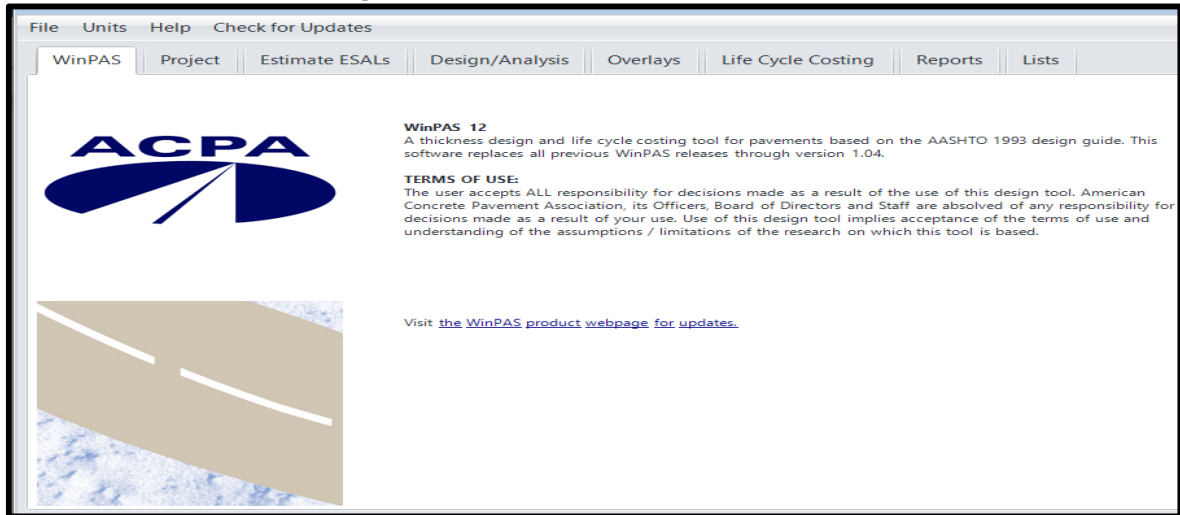 File Units Help Check for Updates
WinPAS Project Estimate ESALs Design/Analysis Overlays Life Cycle Costing Reports Lists
ACPA
WinPAS 12
A thickness design and life cycle costing tool for pavements based on the AASHTO 1993 design guide. This
software replaces all previous WinPAS releases through version 1.04.
TERMS OF USE:
The user accepts ALL responsibility for decisions made as a result of the use of this design tool. American
Concrete Pavement Association, its Officers, Board of Directors and Staff are absolved of any responsibility for
decisions made as a result of your use. Use of this design tool implies acceptance of the terms of use and
understanding of the assumptions / limitations of the research on which this tool is based.
Visit the WinPAS product webpage for updates.